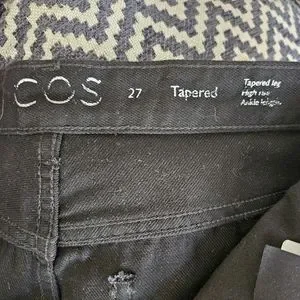 COS 27 Tapered
Tapered leg
High rise
Ankle length